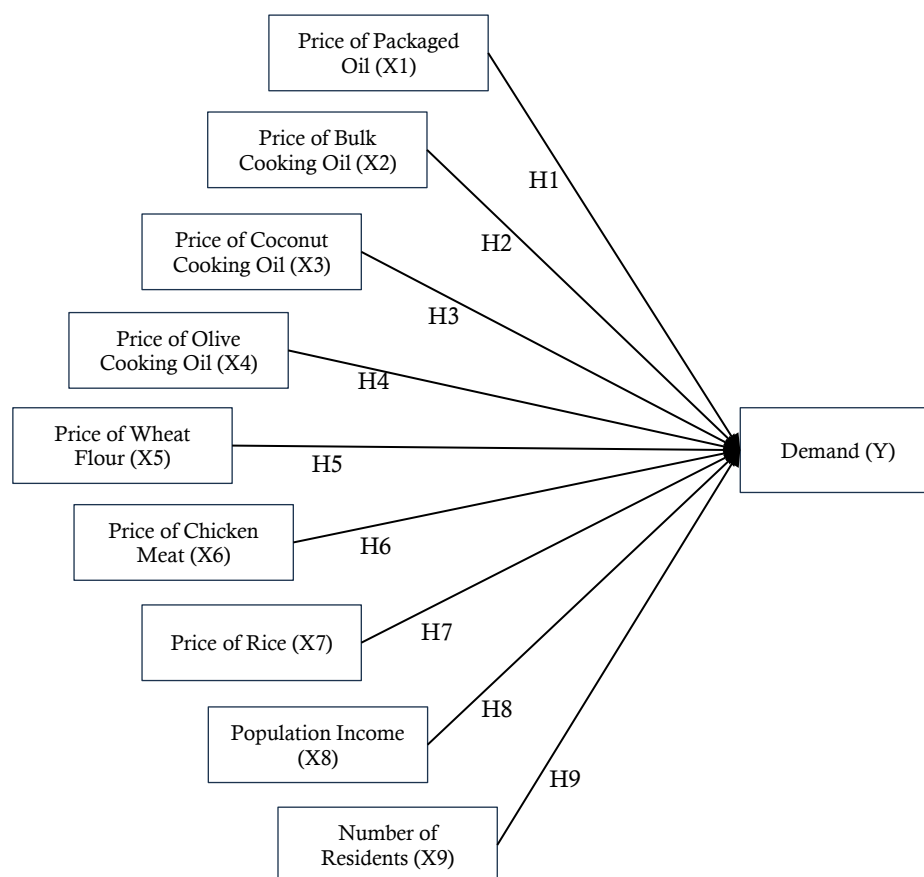 Price of Packaged
Oil (X1)
Price of Bulk
Cooking Oil (X2)
H1
H2
Price of Coconut
Cooking Oil (X3)
H3
Price of Olive
Cooking Oil (X4)
H4
Price of Wheat
Flour (X5)
H5
Demand (Y)
Price of Chicken
Meat (X6)
H6
Price of Rice (X7)
H7
Population Income
(X8)
H8
H9
Number of
Residents (X9)